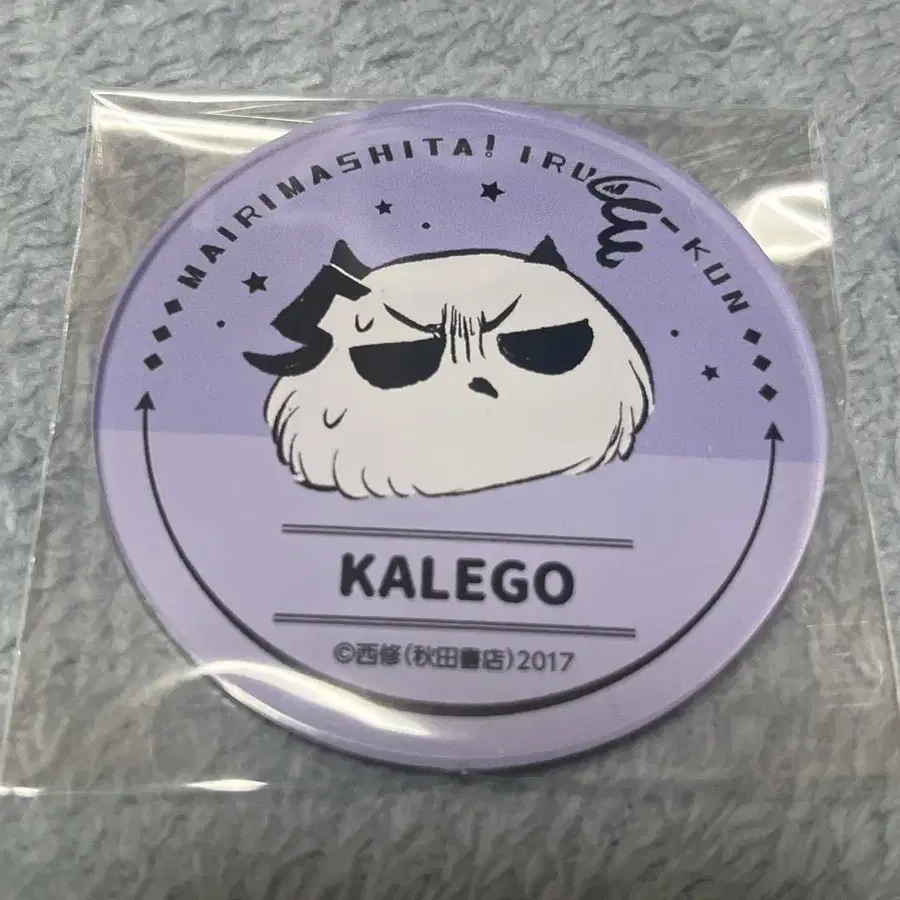 MAIRIMASHITA! IRUMA-KUN
KALEGO
©西修(秋田書店)2017